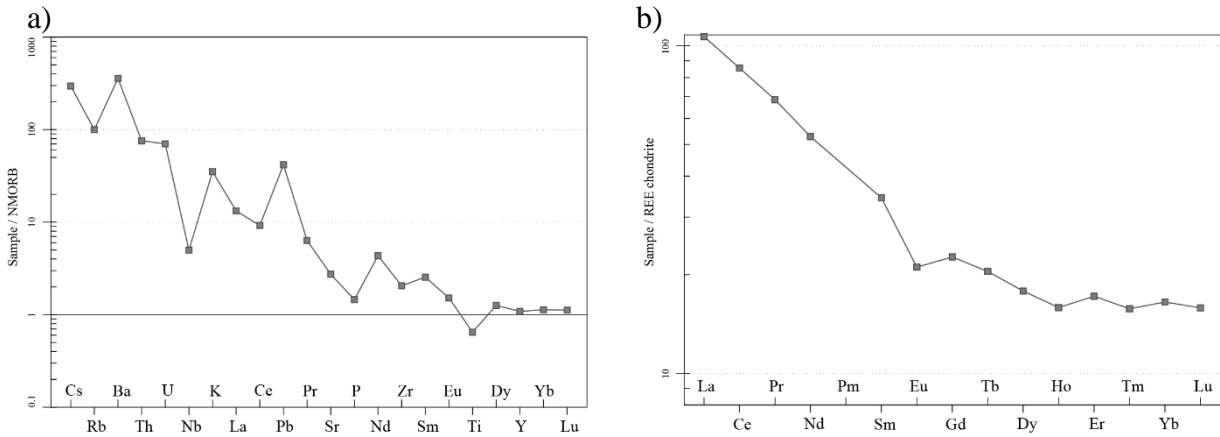 a)
Sample / NMORB
1000
100
10
1
0.1
Cs Ba U K Ce Pr P Zr Eu Dy Yb
Rb Th Nb La Pb Sr Nd Sm Ti Y Lu
b)
Sample / REE chondrite
100
10
La Pr Pm Eu Tb Ho Tm Lu
Ce Nd Sm Gd Dy Er Yb